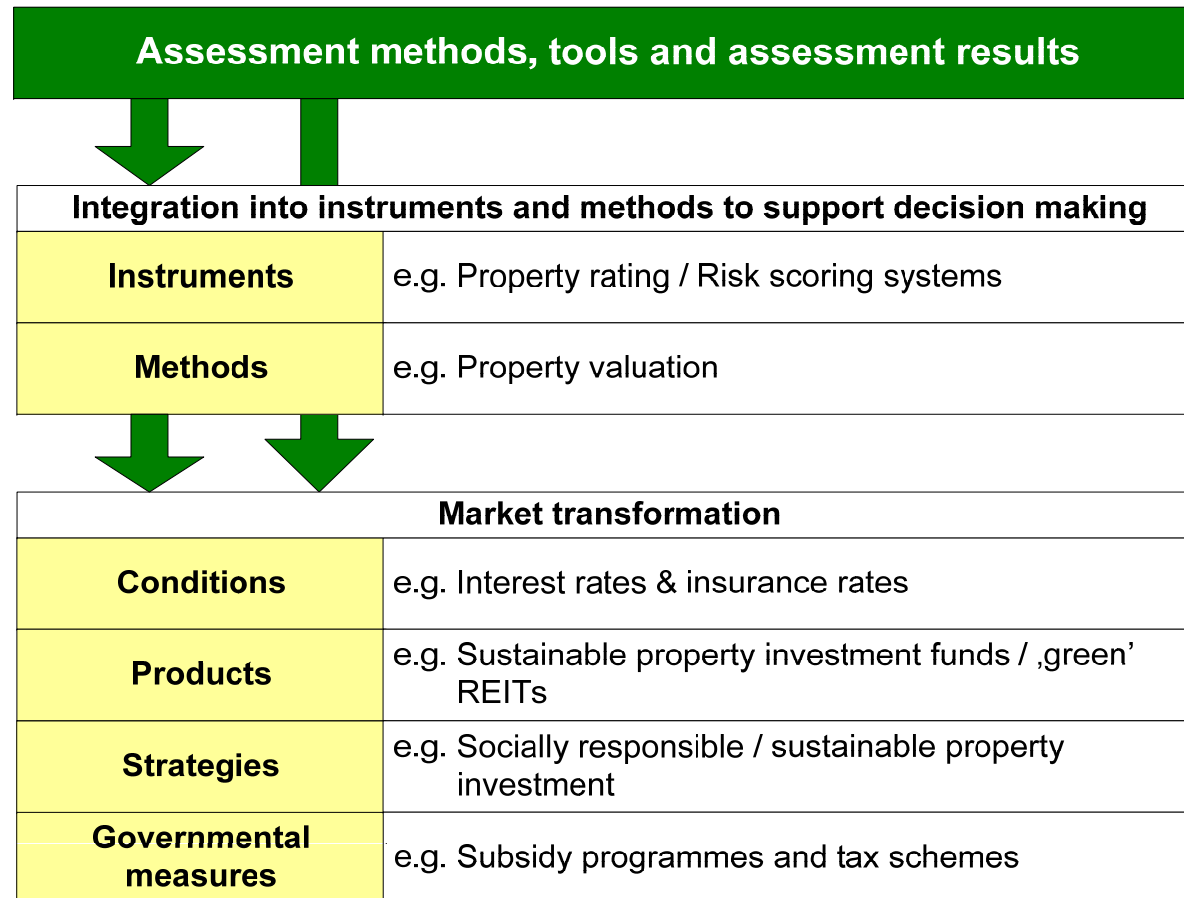 Assessment methods, tools and assessment results
Integration into instruments and methods to support decision making
Instruments
e.g. Property rating / Risk scoring systems
Methods
e.g. Property valuation
Market transformation
Conditions
e.g. Interest rates & insurance rates
Products
e.g. Sustainable property investment funds / ‚green’
REITs
Strategies
e.g. Socially responsible / sustainable property
investment
Governmental
measures
e.g. Subsidy programmes and tax schemes